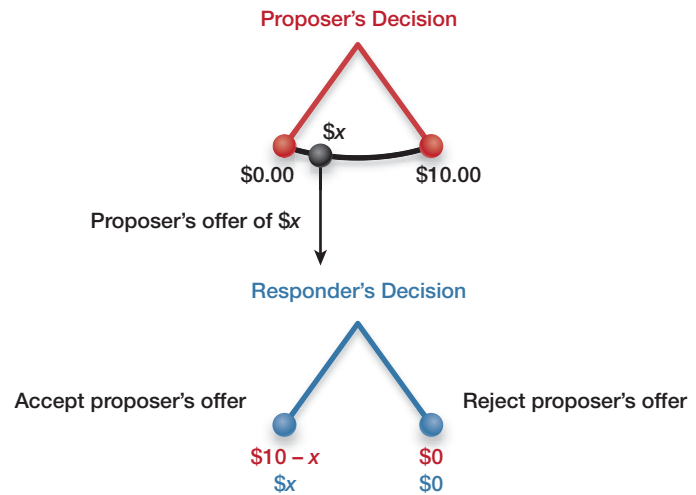 Proposer's Decision
$x
$0.00
$10.00
Proposer's offer of $x
Responder's Decision
Accept proposer's offer
Reject proposer's offer
$10 – x
$0
$x
$0